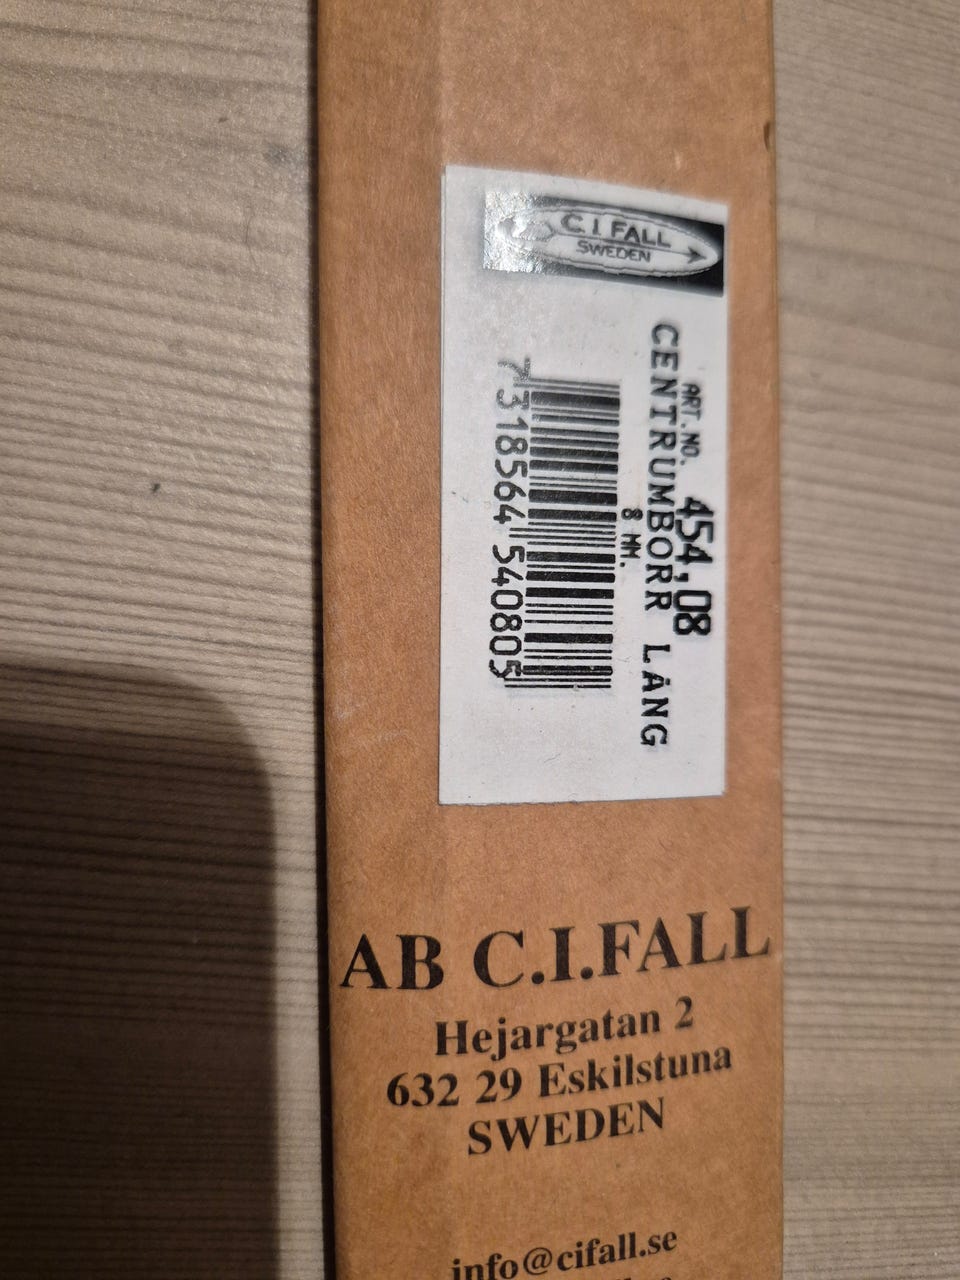 C.I. FALL
SWEDEN
ART.NO. 454,08
CENTRUMBORR LÅNG
8 MM.
7 318564 540805
AB C.I.FALL
Hejargatan 2
632 29 Eskilstuna
SWEDEN
info@cifall.se